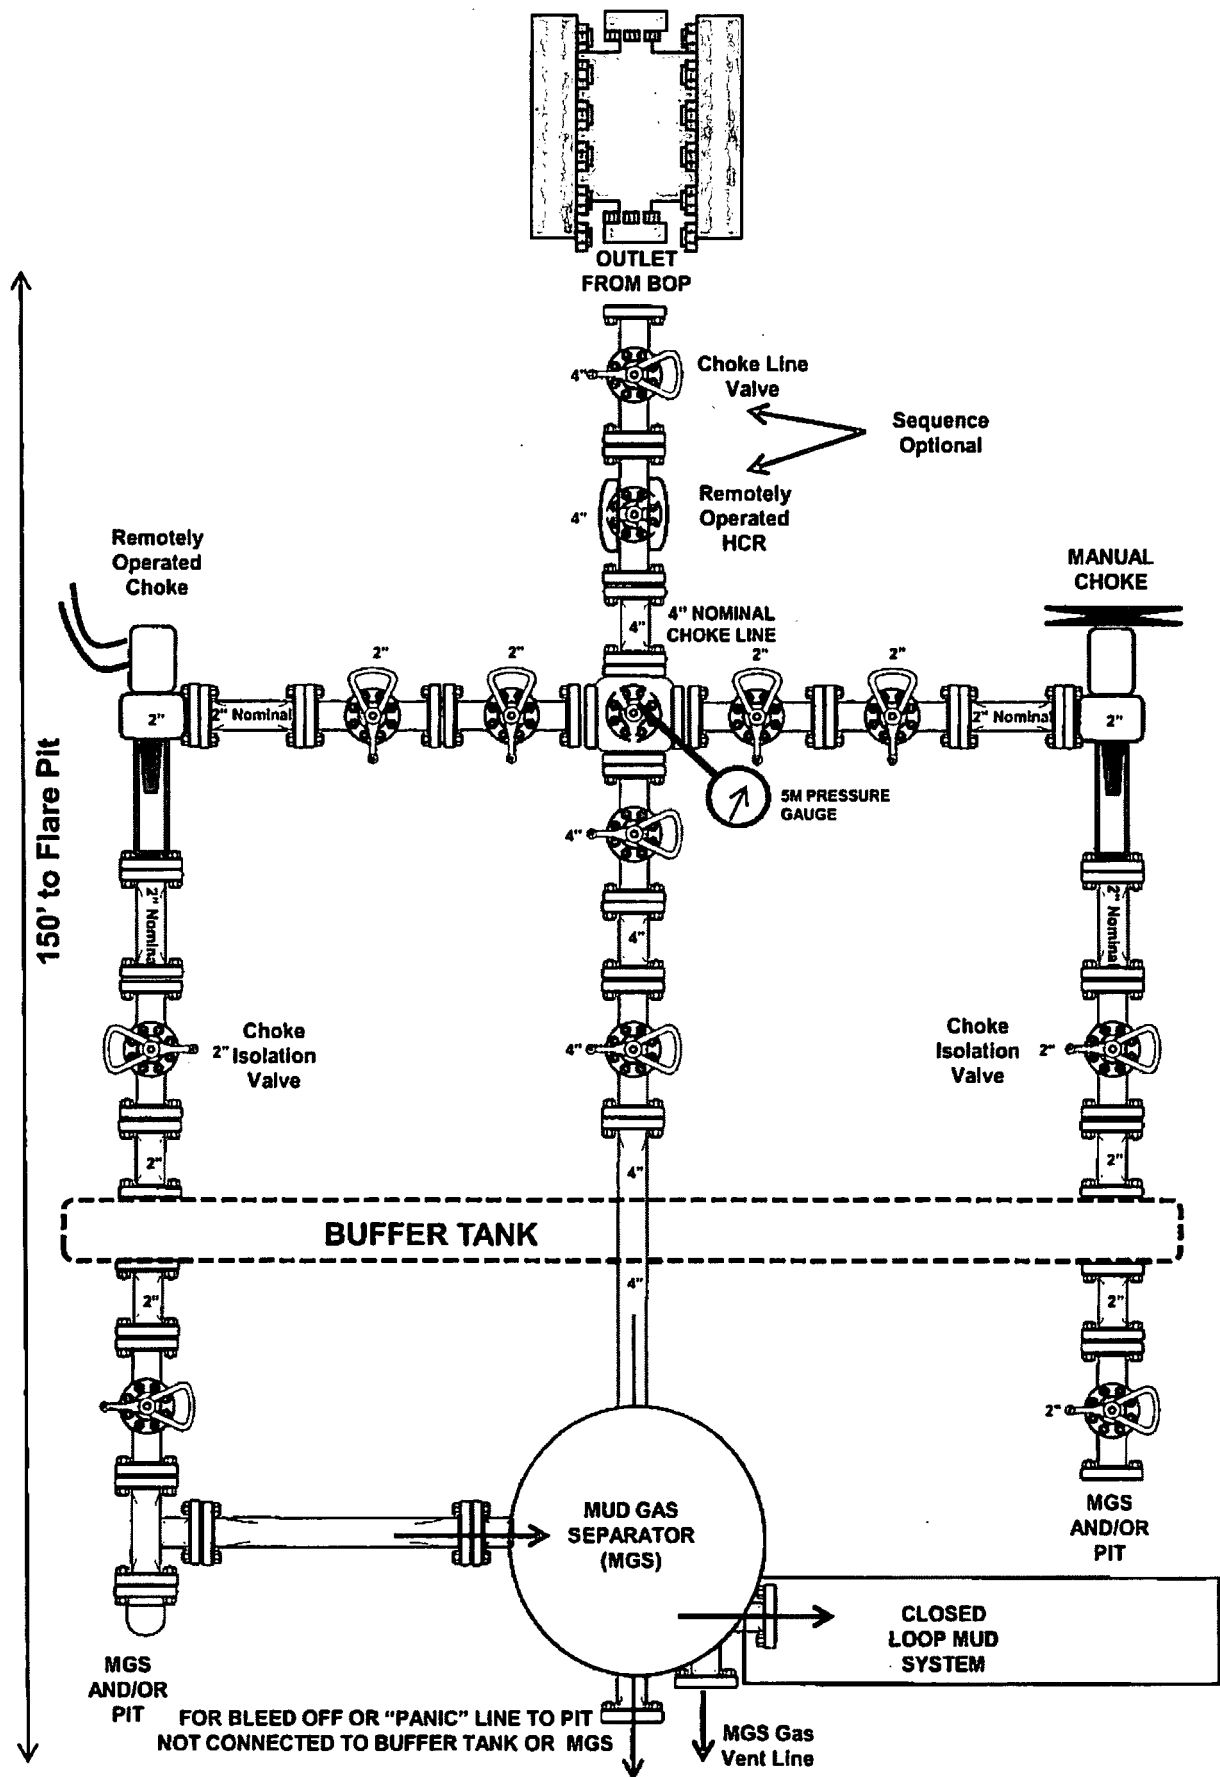 OUTLET
FROM BOP
4"
Choke Line
Valve
Sequence
Optional
4"
Remotely
Operated
HCR
Remotely
Operated
Choke
MANUAL
CHOKE
4"
4" NOMINAL
CHOKE LINE
2"
2"
2"
2"
2"
2" Nominal
2" Nominal
2"
5M PRESSURE
GAUGE
4"
150' to Flare Pit
2" Nominal
4"
2" Nominal
2"
Choke
Isolation
Valve
4"
Choke
Isolation
Valve
2"
2"
4"
2"
BUFFER TANK
2"
4"
2"
2"
MUD GAS
SEPARATOR
(MGS)
MGS
AND/OR
PIT
CLOSED
LOOP MUD
SYSTEM
MGS
AND/OR
PIT
FOR BLEED OFF OR "PANIC" LINE TO PIT
NOT CONNECTED TO BUFFER TANK OR MGS
MGS Gas
Vent Line